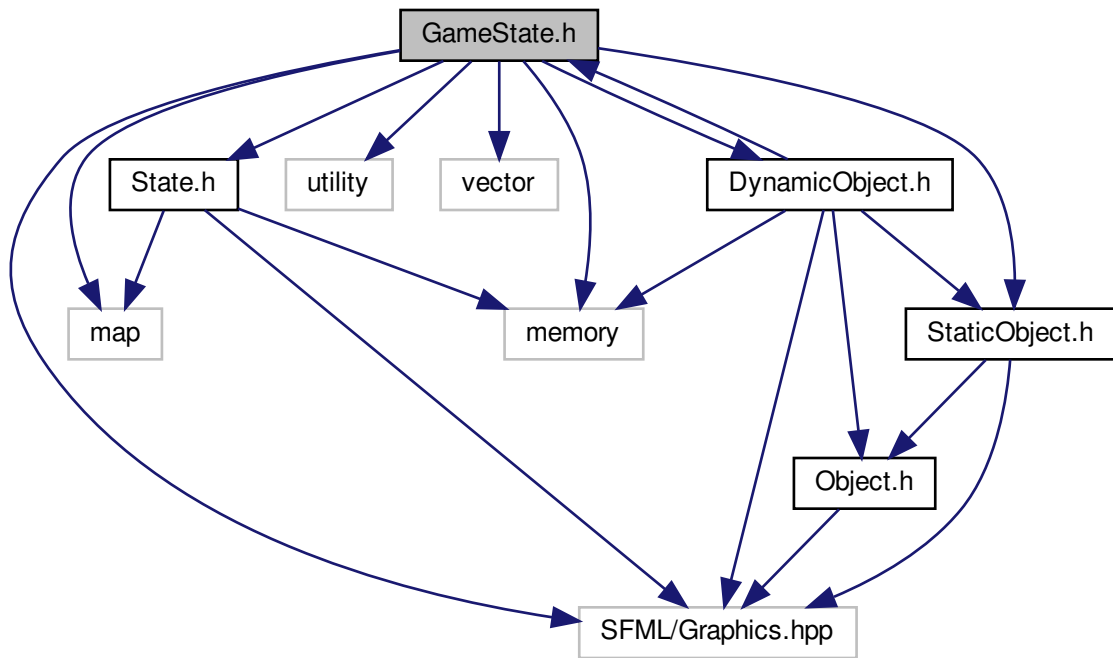 GameState.h
State.h
utility
vector
DynamicObject.h
map
memory
StaticObject.h
Object.h
SFML/Graphics.hpp